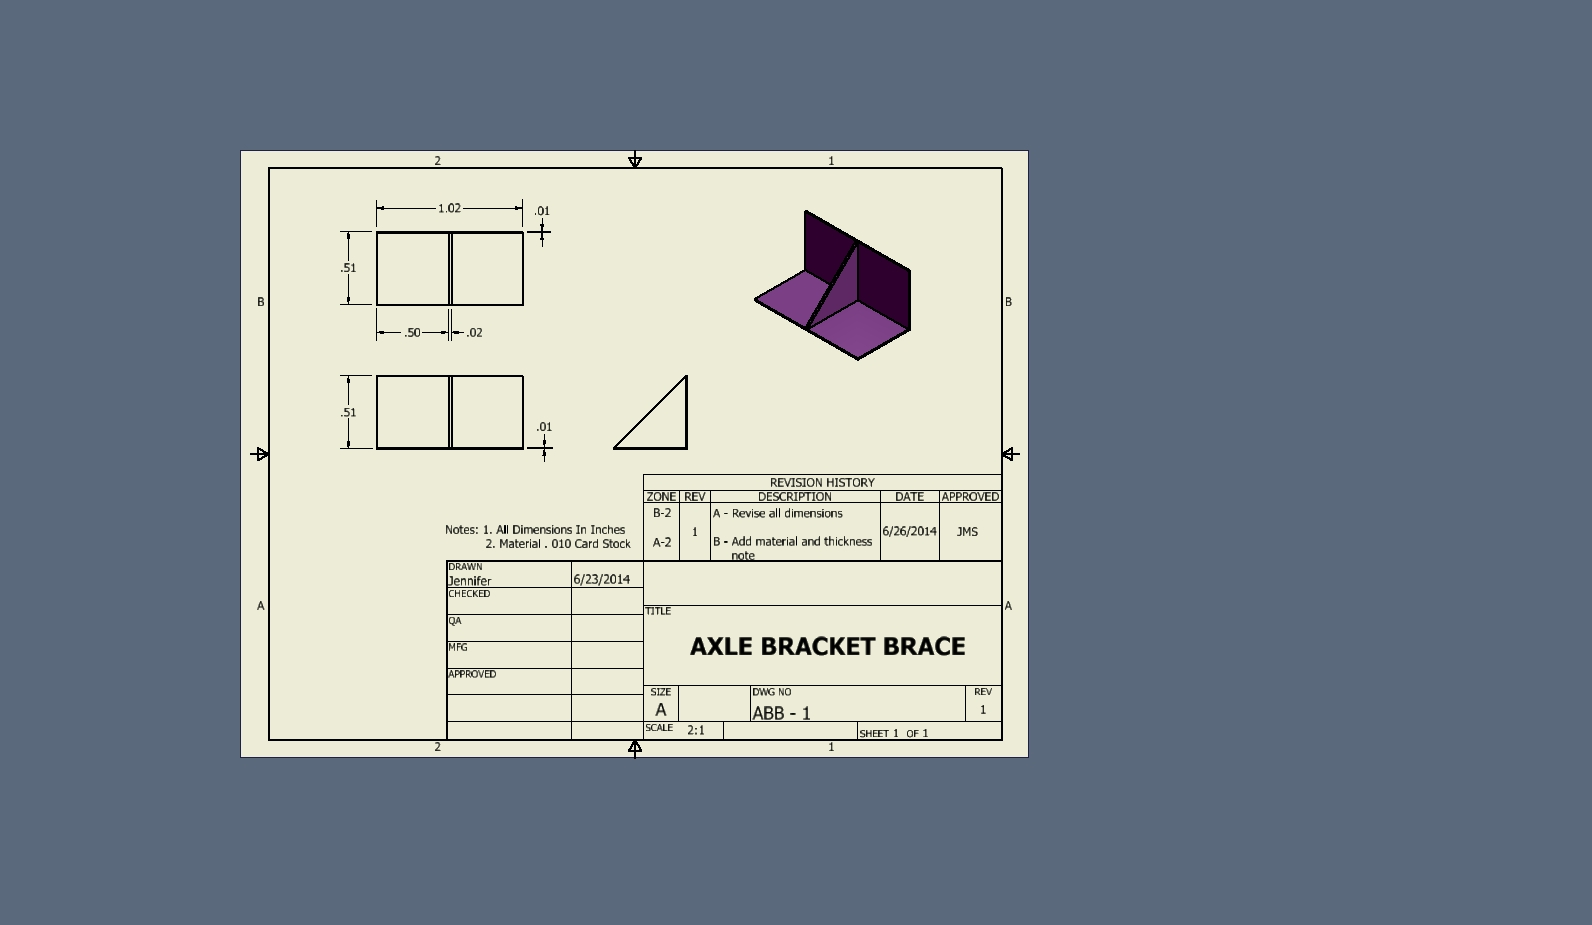 2 1
1.02
.01
.51
B B
.50 .02
.51
.01
REVISION HISTORY
ZONE REV DESCRIPTION DATE APPROVED
B-2 A - Revise all dimensions
1 6/26/2014 JMS
A-2 B - Add material and thickness
note
Notes: 1. All Dimensions In Inches
2. Material . 010 Card Stock
DRAWN
Jennifer 6/23/2014
CHECKED
A A
TITLE
QA
AXLE BRACKET BRACE
MFG
APPROVED
SIZE DWG NO REV
A ABB - 1 1
SCALE 2:1 SHEET 1 OF 1
2 1